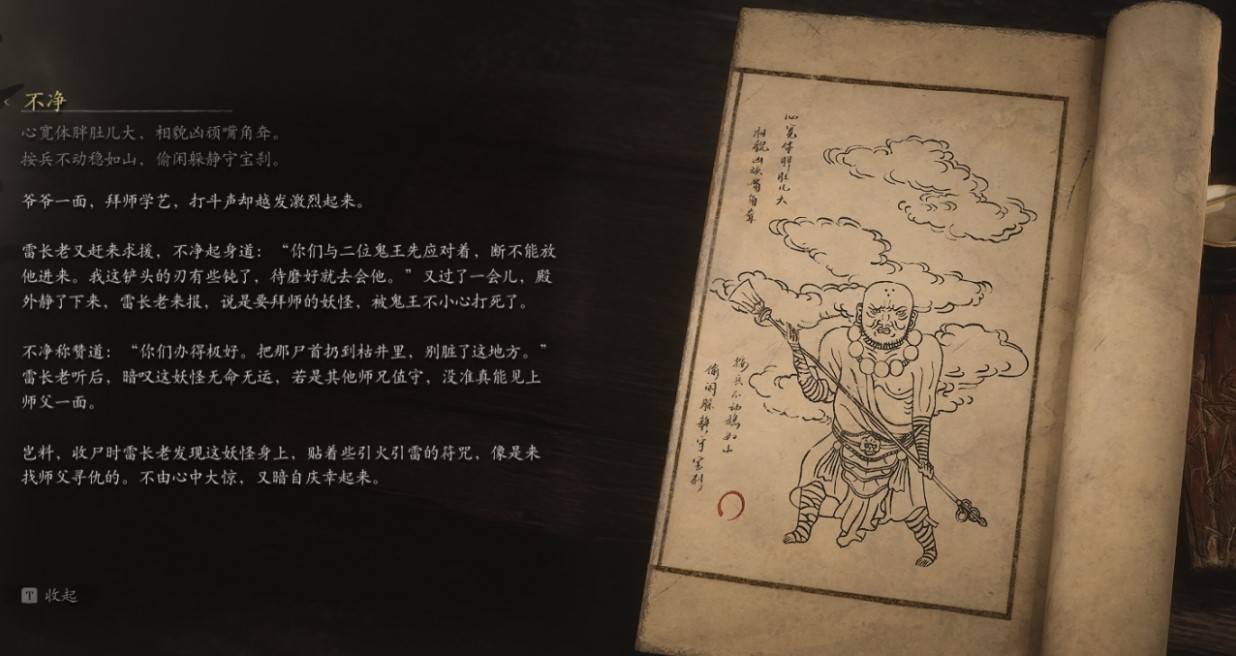 不净
心宽体胖肚儿大，相貌凶顽嘴角奔。
按兵不动稳如山，偷闲躲静守宝刹。
爷爷一面，拜师学艺，打斗声却越发激烈起来。
雷长老又赶来求援，不净起身道：“你们与二位鬼王先应对着，断不能放
他进来。我这铲头的刃有些钝了，待磨好就去会他。”又过了一会儿，殿
外静了下来，雷长老来报，说是要拜师的妖怪，被鬼王不小心打死了。
不净称赞道：“你们办得极好。把那尸首扔到枯井里，别脏了这地方。”
雷长老听后，暗叹这妖怪无命无运，若是其他师兄值守，没准真能见上
师父一面。
岂料，收尸时雷长老发现这妖怪身上，贴着些引火引雷的符咒，像是来
找师父寻仇的。不由心中大惊，又暗自庆幸起来。
T 收起
心宽体胖肚儿大
相貌凶顽嘴角奔
按兵不动稳如山
偷闲躲静守宝刹